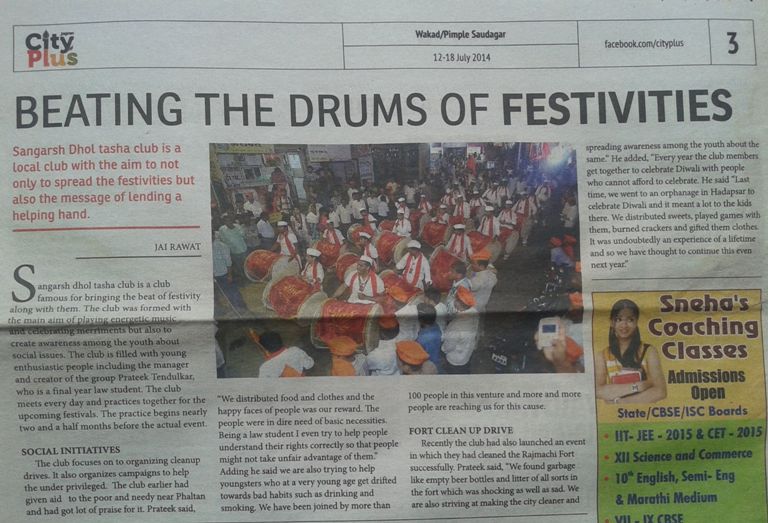 City
Plus
Wakad/Pimple Saudagar
12-18 July 2014
facebook.com/cityplus
3
BEATING THE DRUMS OF FESTIVITIES
Sangarsh Dhol tasha club is a
local club with the aim to not
only to spread the festivities but
also the message of lending a
helping hand.
JAI RAWAT
Sangarsh dhol tasha club is a club
famous for bringing the beat of festivity
along with them. The club was formed with
the main aim of playing energetic music
and celebrating merriments but also to
create awareness among the youth about
social issues. The club is filled with young
enthusiastic people including the manager
and creator of the group Prateek Tendulkar,
who is a final year law student. The club
meets every day and practices together for the
upcoming festivals. The practice begins nearly
two and a half months before the actual event.
SOCIAL INITIATIVES
The club focuses on to organizing cleanup
drives. It also organizes campaigns to help
the under privileged. The club earlier had
given aid to the poor and needy near Phaltan
and had got lot of praise for it. Prateek said,
"We distributed food and clothes and the
happy faces of people was our reward. The
people were in dire need of basic necessities.
Being a law student I even try to help people
understand their rights correctly so that people
might not take unfair advantage of them."
Adding he said we are also trying to help
youngsters who at a very young age get drifted
towards bad habits such as drinking and
smoking. We have been joined by more than
100 people in this venture and more and more
people are reaching us for this cause.
FORT CLEAN UP DRIVE
Recently the club had also launched an event
in which they had cleaned the Rajmachi Fort
successfully. Prateek said, "We found garbage
like empty beer bottles and litter of all sorts in
the fort which was shocking as well as sad. We
are also striving at making the city cleaner and
spreading awareness among the youth about the
same." He added, "Every year the club members
get together to celebrate Diwali with people
who cannot afford to celebrate. He said "Last
time, we went to an orphanage in Hadapsar to
celebrate Diwali and it meant a lot to the kids
there. We distributed sweets, played games with
them, burned crackers and gifted them clothes.
It was undoubtedly an experience of a lifetime
and so we have thought to continue this even
next year."
Sneha's
Coaching
Classes
Admissions
Open
State/CBSE/ISC Boards
• IIT- JEE - 2015 & CET - 2015
• XII Science and Commerce
• 10th English, Semi- Eng
& Marathi Medium
• VII - IX CBSE